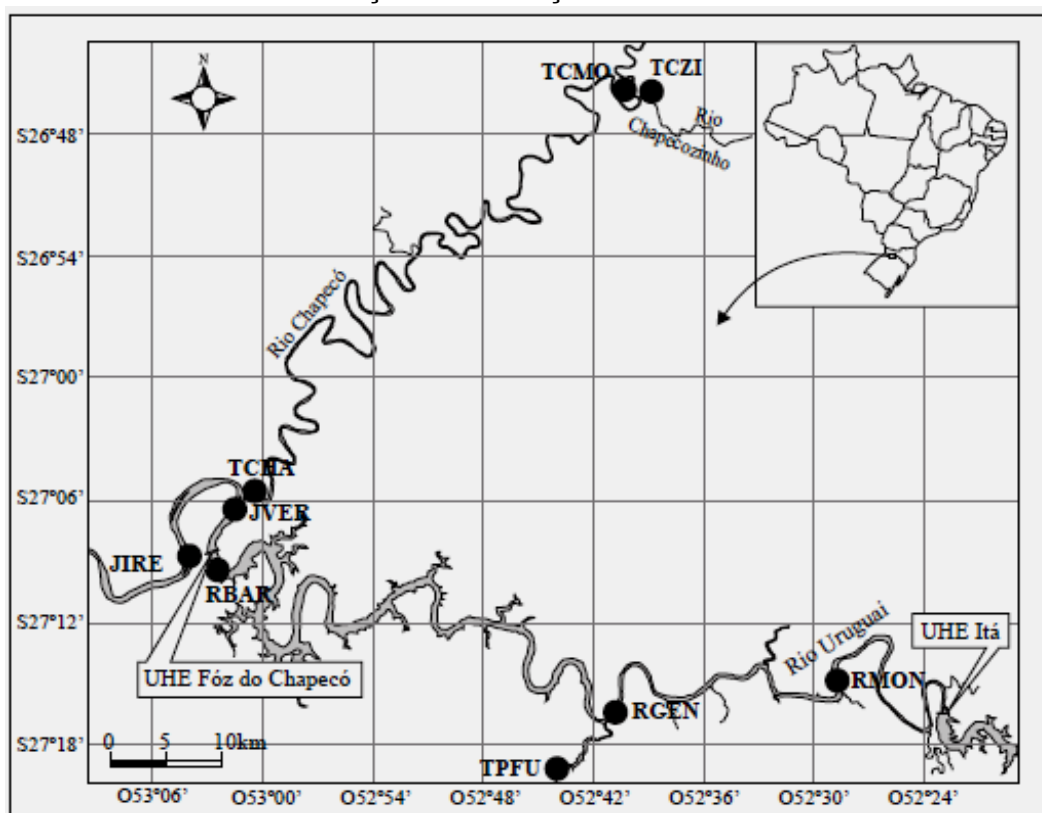 N
TCMO
TCZI
Rio
Chapecozinho
S26°48'
S26°54'
Rio Chapecó
S27°00'
TCHA
S27°06'
JVER
JIRE
RBAR
S27°12'
Rio Uruguai
UHE Itá
UHE Fóz do Chapecó
RMON
RGEN
S27°18'
0 5 10km
TPFU
O53°06' O53°00' O52°54' O52°48' O52°42' O52°36' O52°30' O52°24'